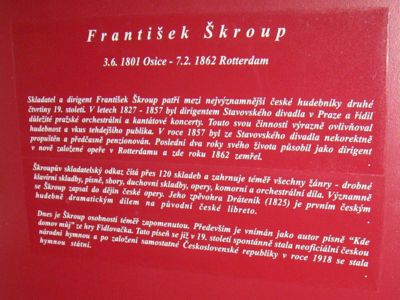 František Škroup
3.6. 1801 Osice - 7.2. 1862 Rotterdam
Skladatel a dirigent František Škroup patří mezi nejvýznamnější české hudebníky druhé
čtvrtiny 19. století. V letech 1827 - 1857 byl dirigentem Stavovského divadla v Praze a řídil
důležité pražské orchestrální a kantátové koncerty. Touto svou činností výrazně ovlivňoval
hudebnost a vkus tehdejšího publika. V roce 1857 byl ze Stavovského divadla nekorektně
propuštěn a předčasně penzionován. Poslední dva roky svého života působil jako dirigent
v nově založené opeře v Rotterdamu a zde roku 1862 zemřel.
Škroupův skladatelský odkaz čítá přes 120 skladeb a zahrnuje téměř všechny žánry - drobné
klavírní skladby, písně, sbory, duchovní skladby, opery, komorní a orchestrální díla. Významně
se Škroup zapsal do dějin české opery. Jeho zpěvohra Dráteník (1825) je prvním českým
hudebně dramatickým dílem na původní české libreto.
Dnes je Škroup osobností téměř zapomenutou. Především je vnímán jako autor písně "Kde
domov můj" ze hry Fidlovačka. Tato píseň se již v 19. století spontánně stala neoficiální českou
národní hymnou a po založení samostatné Československé republiky v roce 1918 se stala
hymnou státní.